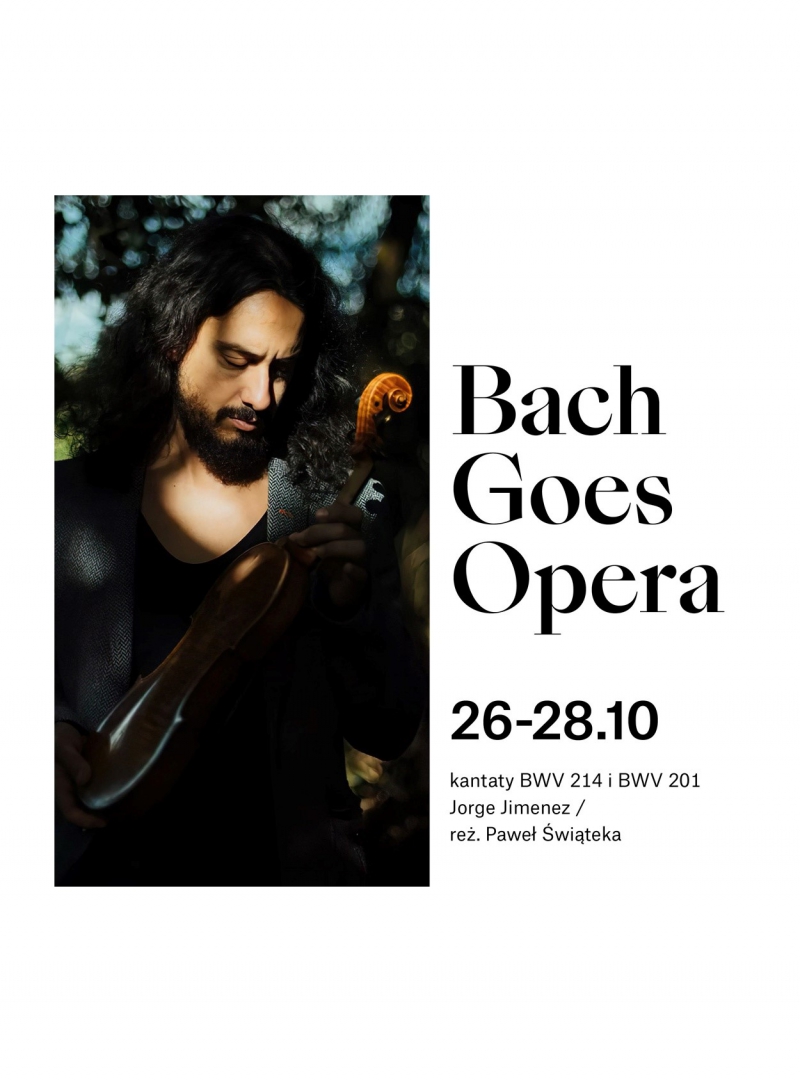 Bach
Goes
Opera
26-28.10
kantaty BWV 214 i BWV 201
Jorge Jimenez /
reż. Paweł Świąteka